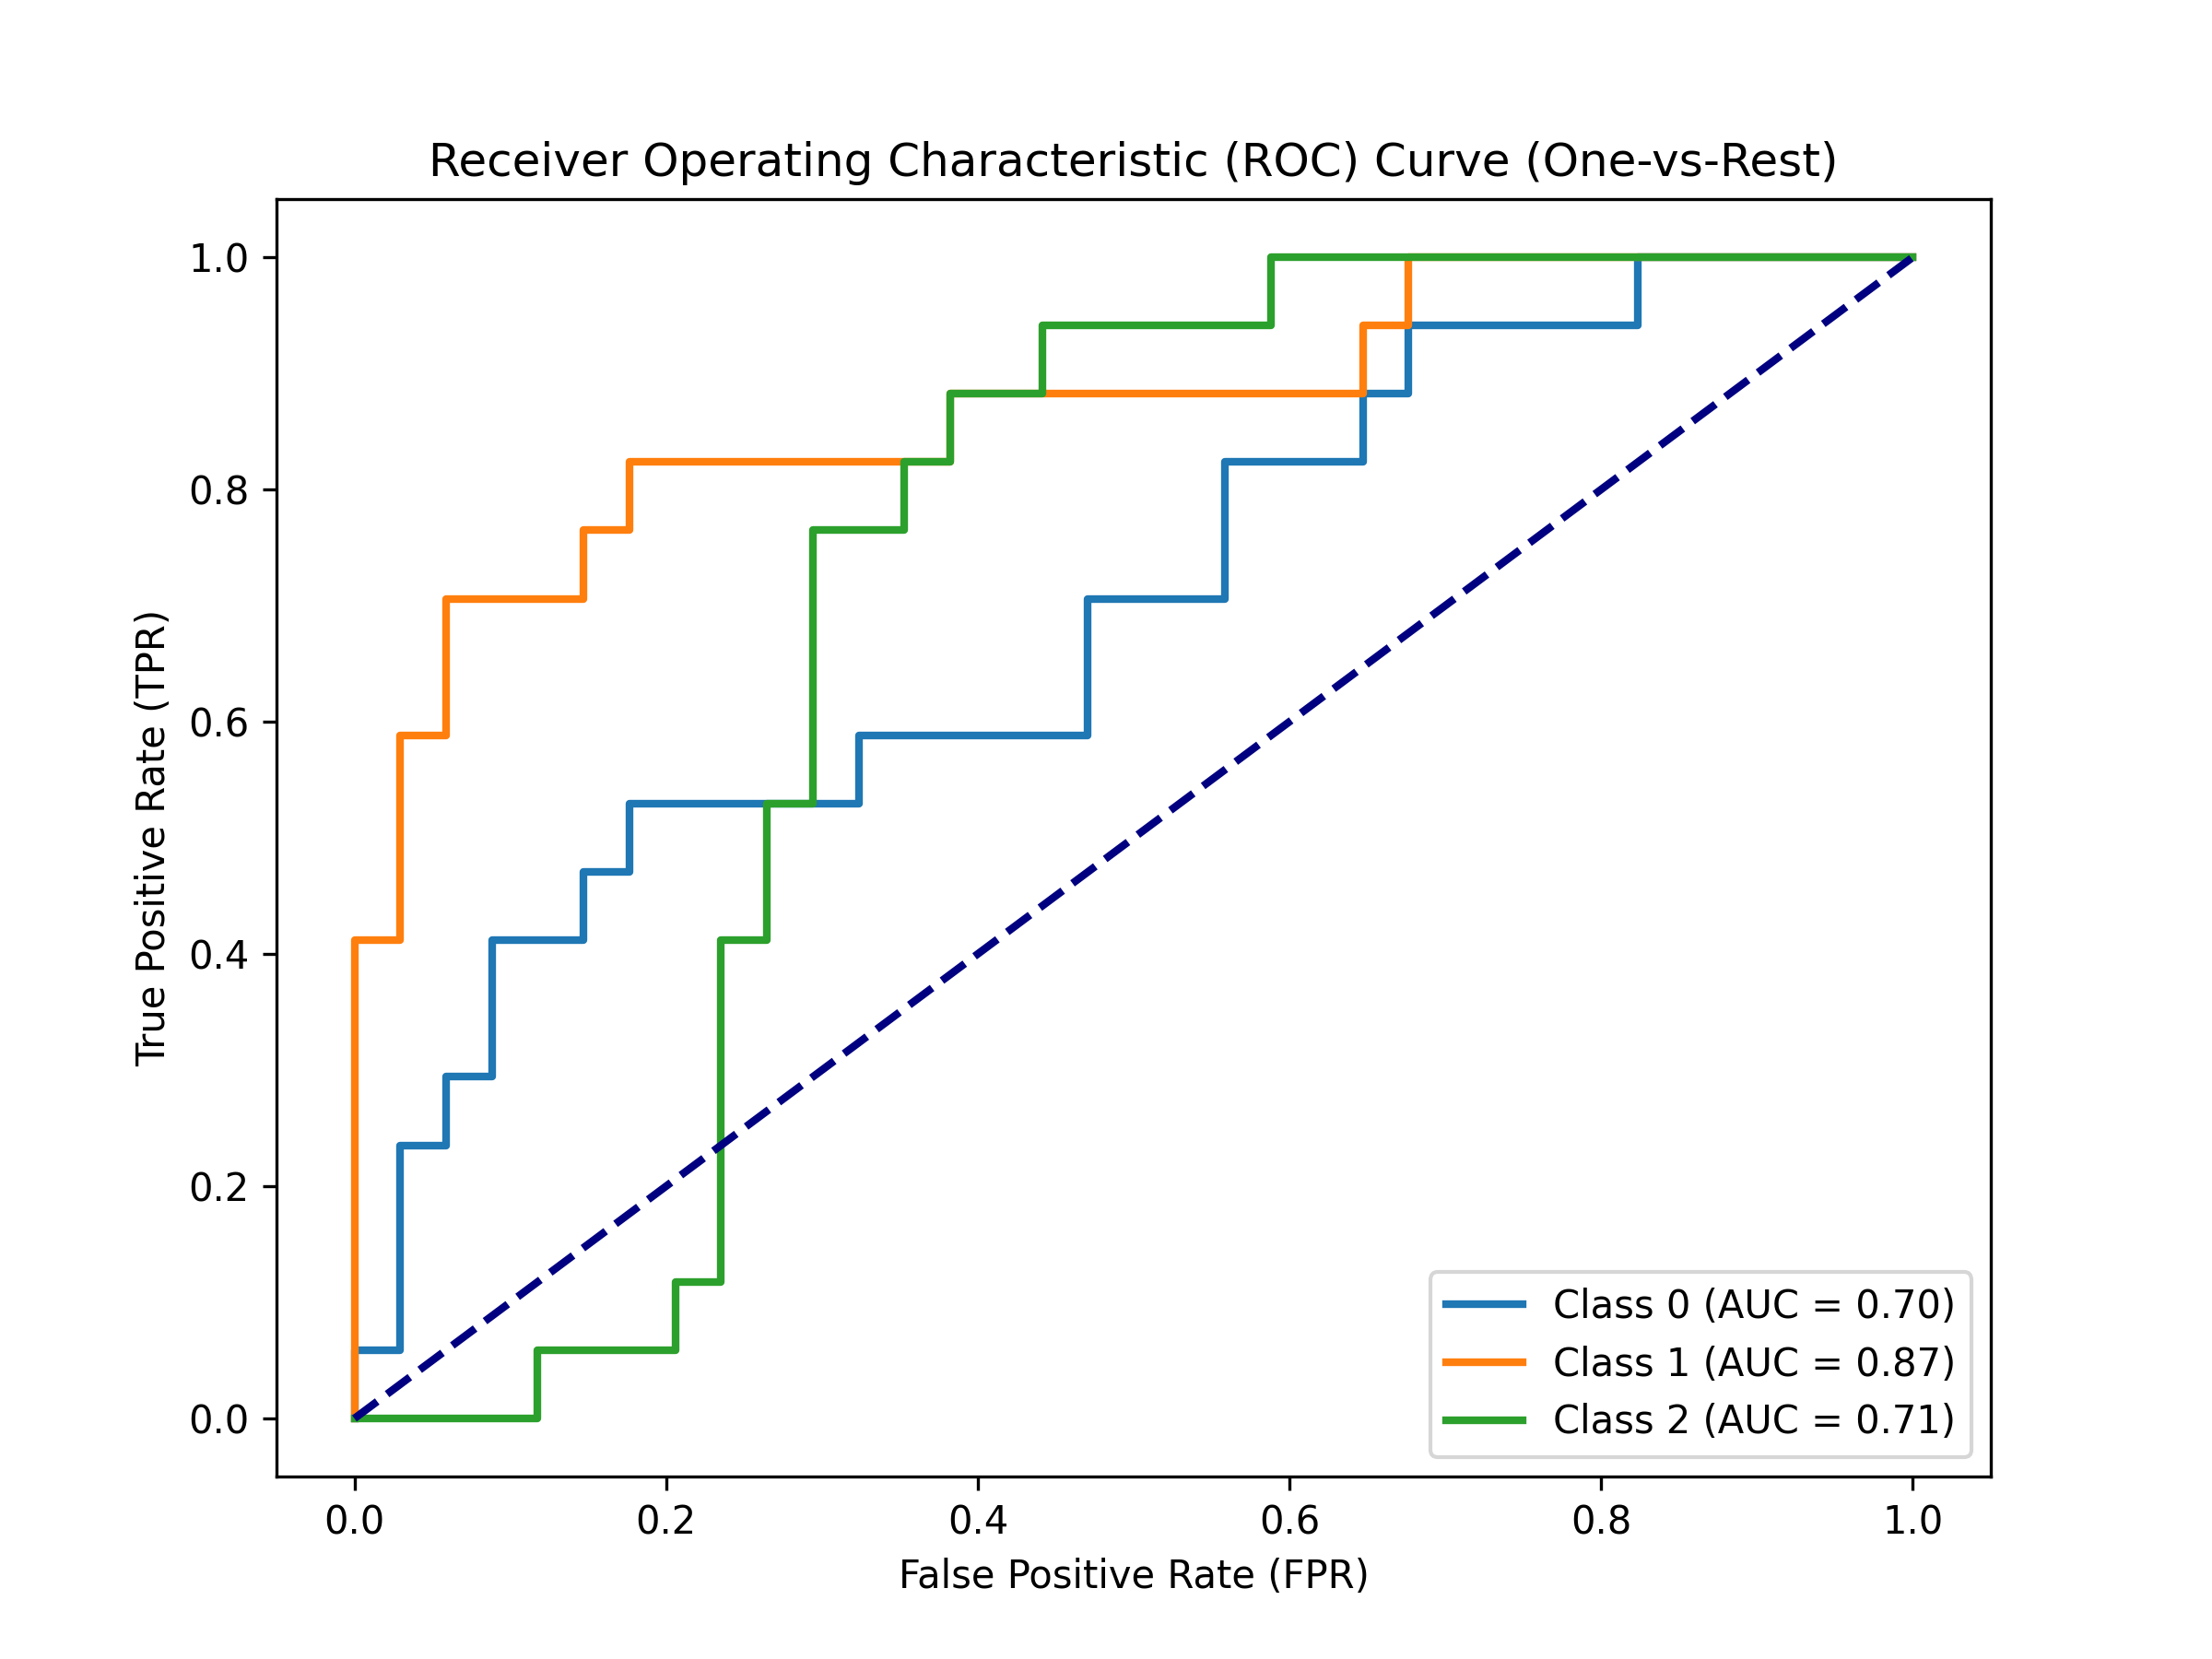 Receiver Operating Characteristic (ROC) Curve (One-vs-Rest)
True Positive Rate (TPR)
1.0
0.8
0.6
0.4
0.2
0.0
Class 0 (AUC = 0.70)
Class 1 (AUC = 0.87)
Class 2 (AUC = 0.71)
0.0 0.2 0.4 0.6 0.8 1.0
False Positive Rate (FPR)